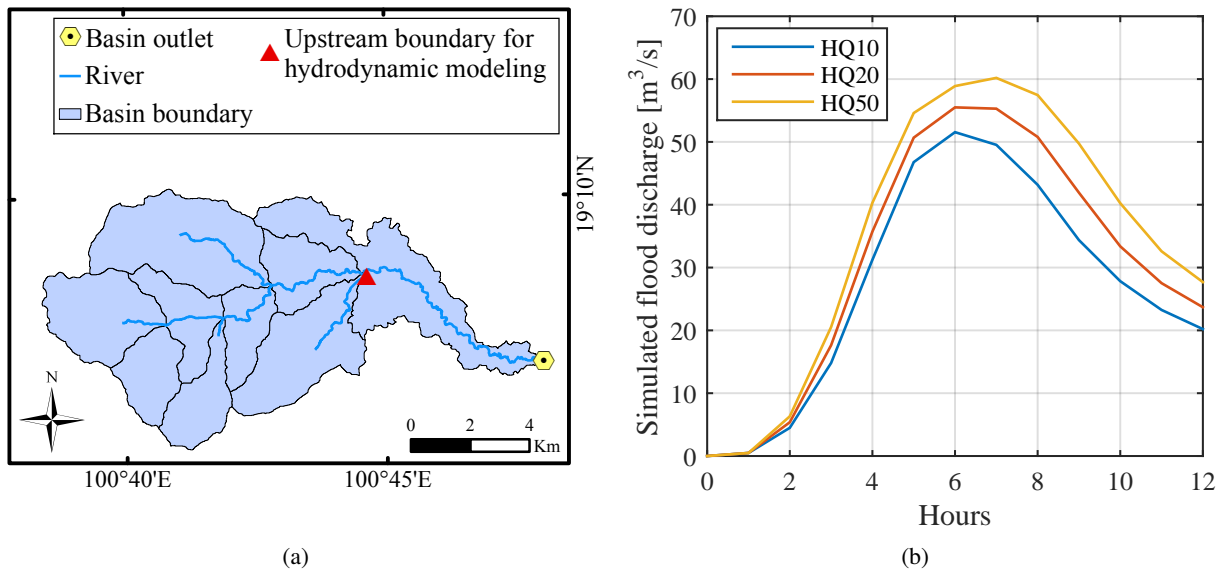 Basin outlet
River
Basin boundary
Upstream boundary for
hydrodynamic modeling
19°10'N
N
0 2 4
Km
100°40'E 100°45'E
(a)
Simulated flood discharge [m³/s]
70
60
50
40
30
20
10
0
HQ10
HQ20
HQ50
0 2 4 6 8 10 12
Hours
(b)